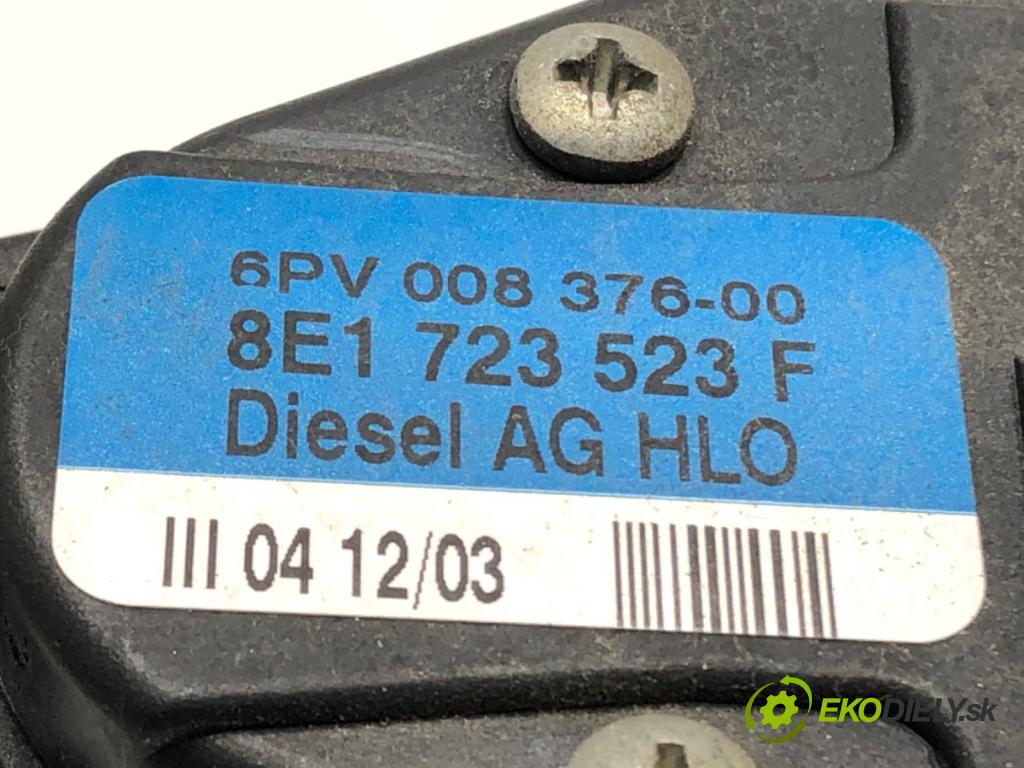 6PV 008 376-00
8E1 723 523 F
Diesel AG HLO
III 04 12/03
EKODIELY.sk